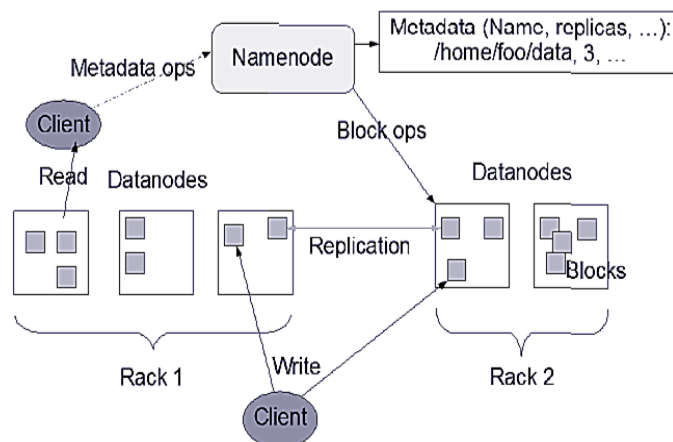 Metadata (Name, replicas, ...):
/home/foo/data, 3, ...
Namenode
Metadata ops
Client
Block ops
Read
Datanodes
Datanodes
Replication
Blocks
Rack 1
Write
Rack 2
Client